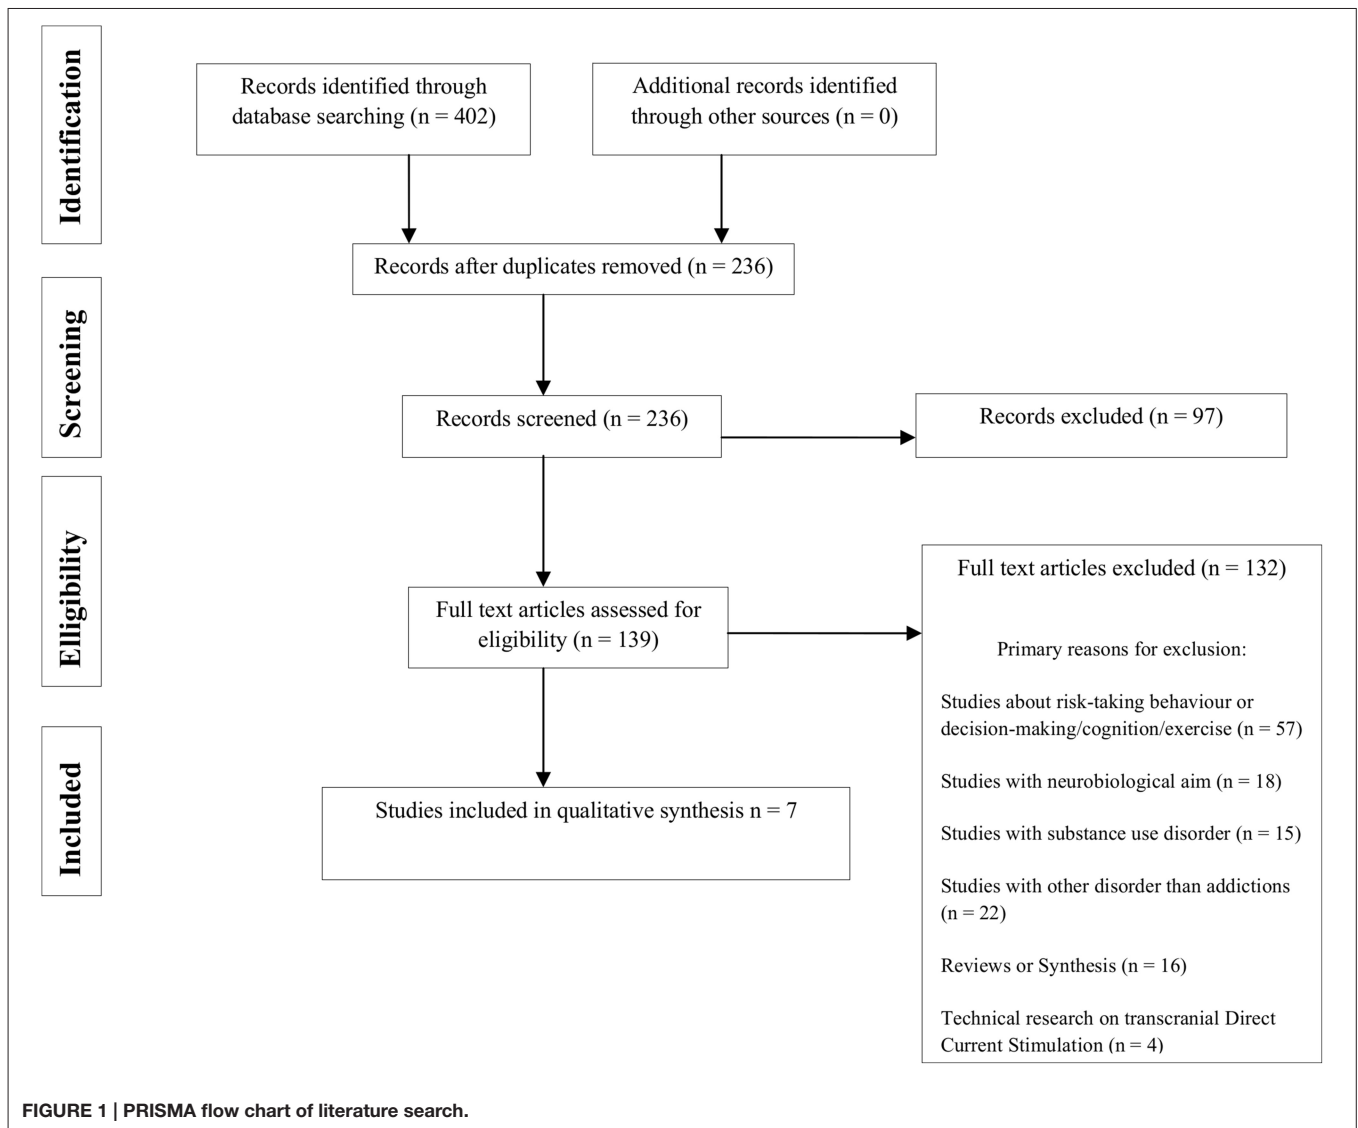 Identification
Records identified through
database searching (n = 402)
Additional records identified
through other sources (n = 0)
Records after duplicates removed (n = 236)
Screening
Records screened (n = 236)
Records excluded (n = 97)
Elligibility
Full text articles assessed for
eligibility (n = 139)
Full text articles excluded (n = 132)
Primary reasons for exclusion:
Studies about risk-taking behaviour or
decision-making/cognition/exercise (n = 57)
Studies with neurobiological aim (n = 18)
Studies with substance use disorder (n = 15)
Studies with other disorder than addictions
(n = 22)
Reviews or Synthesis (n = 16)
Technical research on transcranial Direct
Current Stimulation (n = 4)
Included
Studies included in qualitative synthesis n = 7
FIGURE 1 | PRISMA flow chart of literature search.